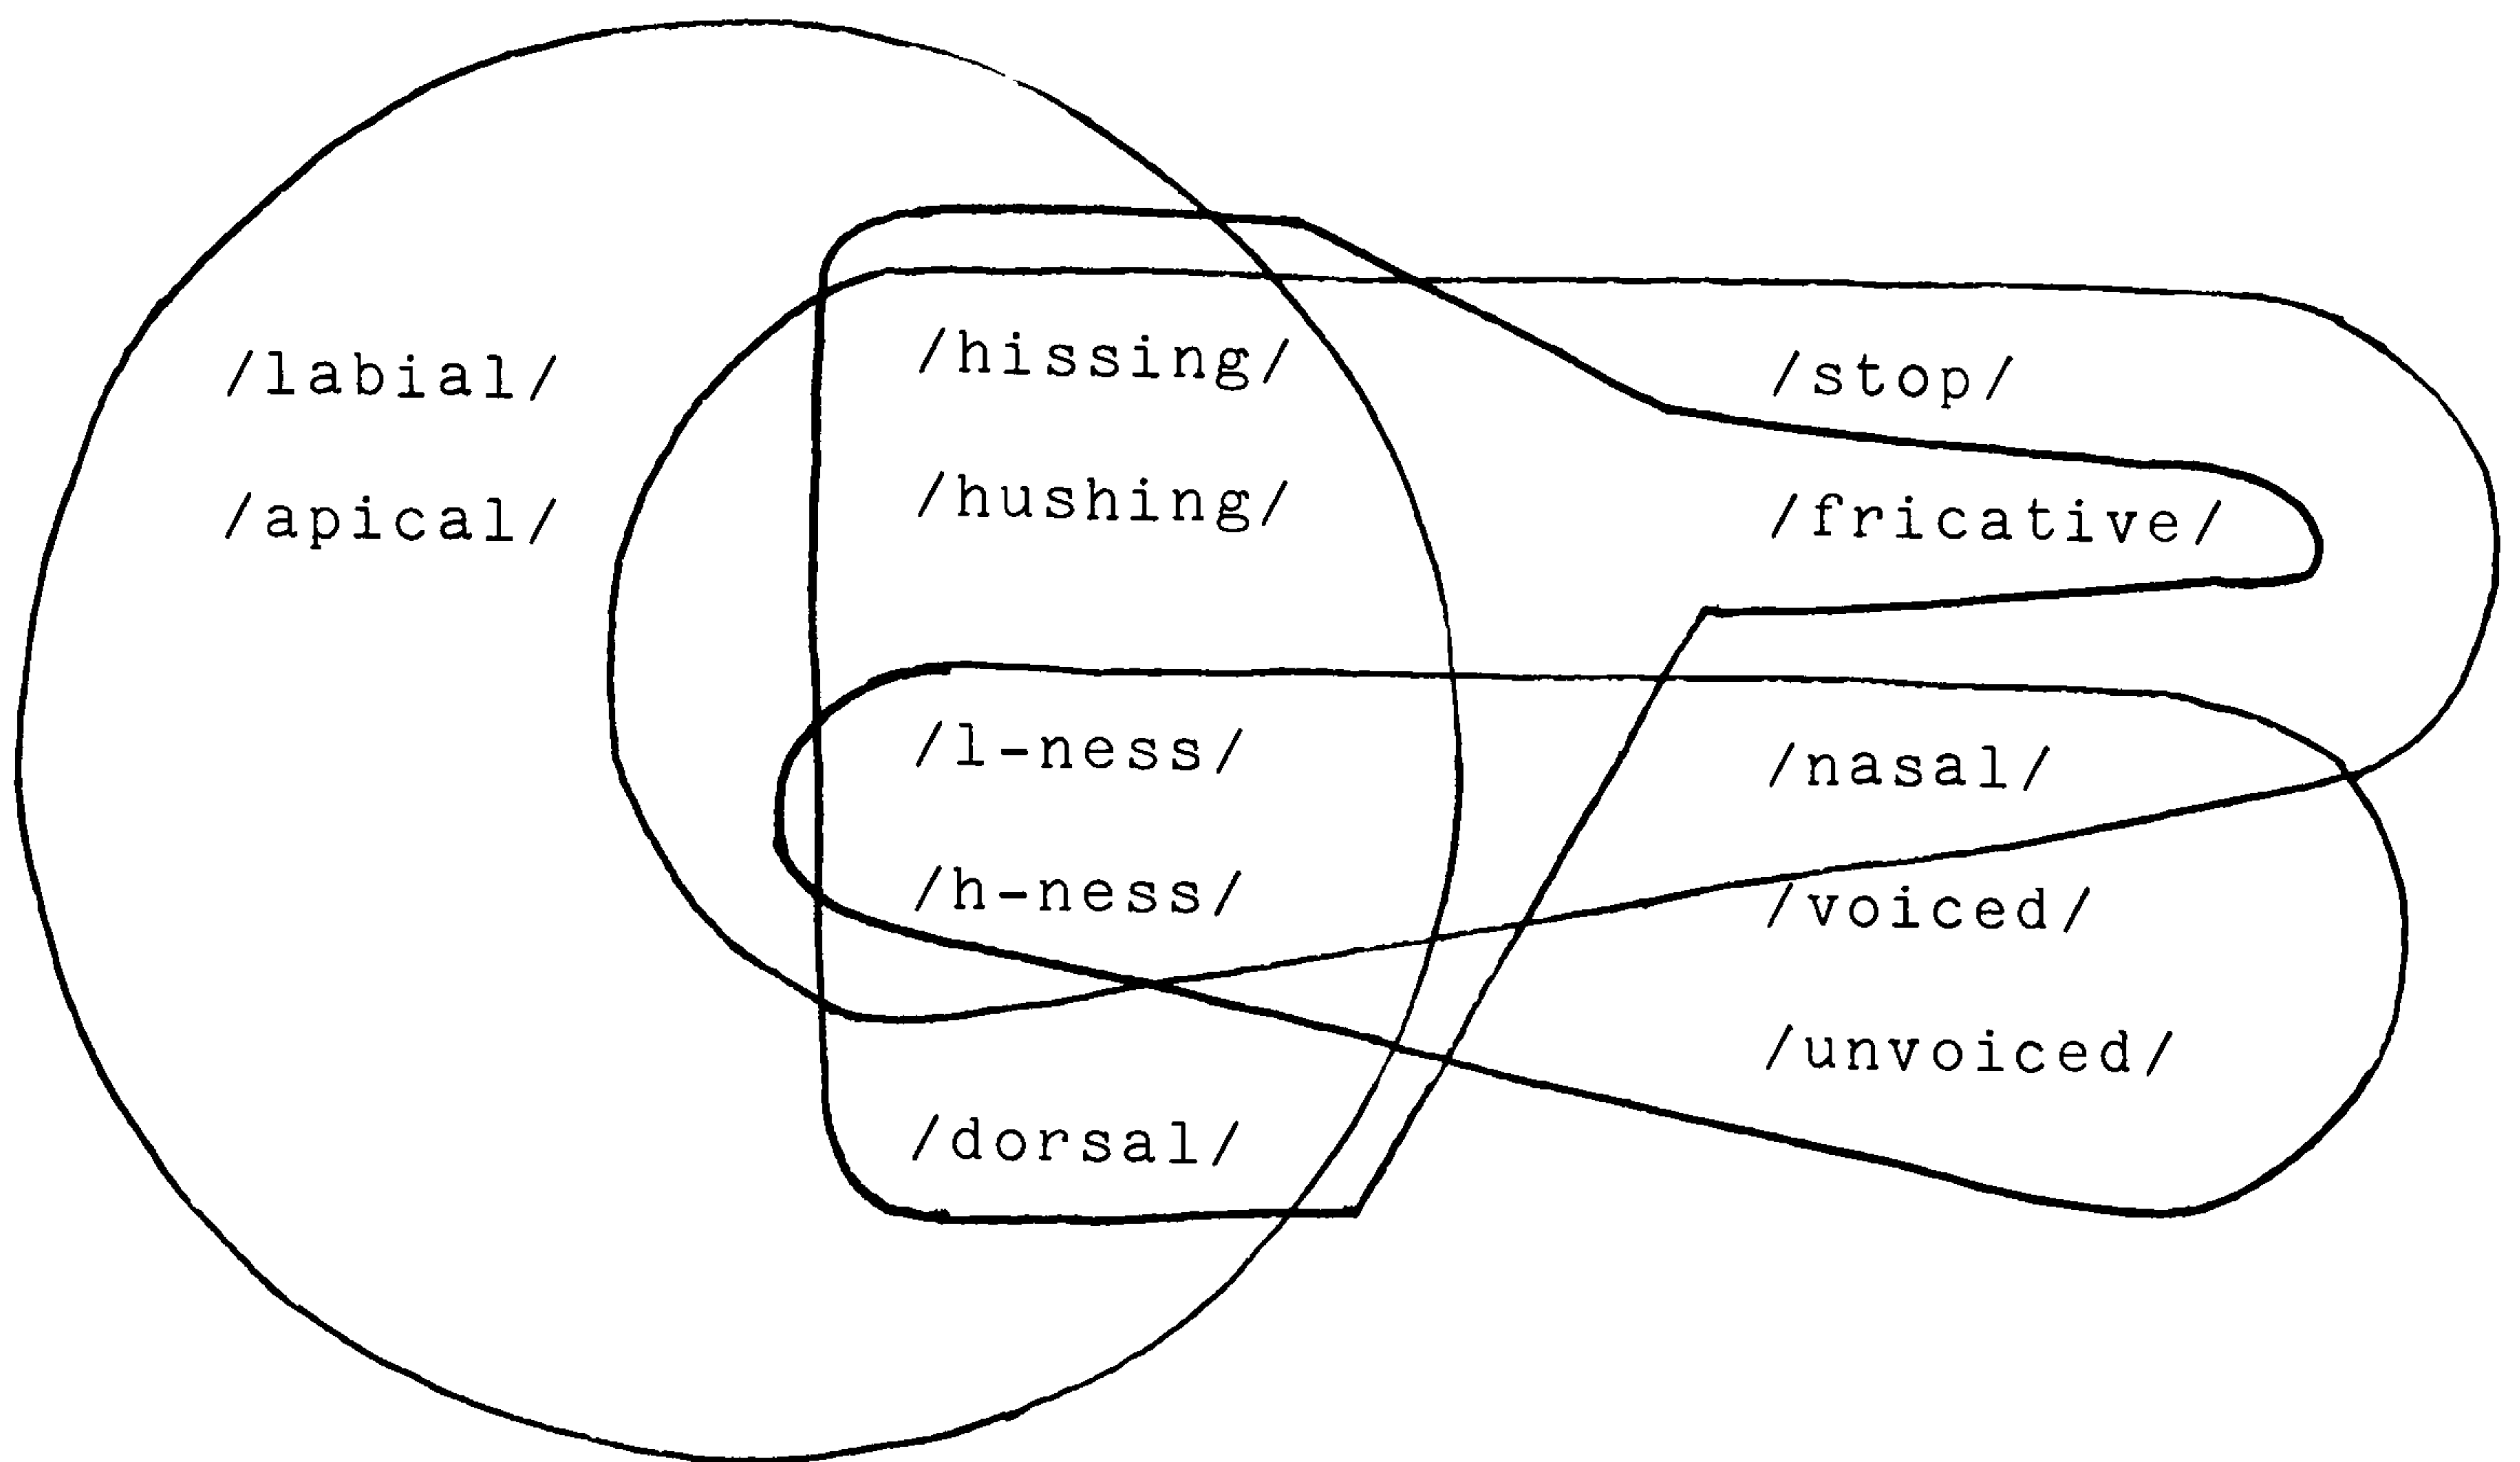 /labial/
/apical/
/hissing/
/hushing/
/l-ness/
/h-ness/
/dorsal/
/stop/
/fricative/
/nasal/
/voiced/
/unvoiced/